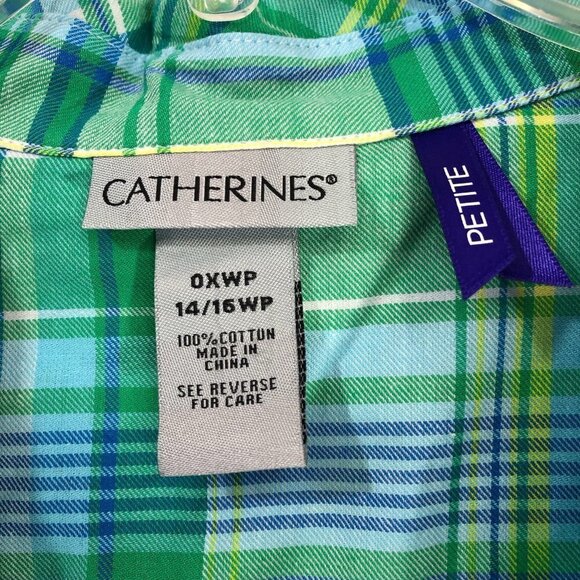 CATHERINES®
PETITE
0XWP
14/16WP
100%COTTON
MADE IN
CHINA
SEE REVERSE
FOR CARE